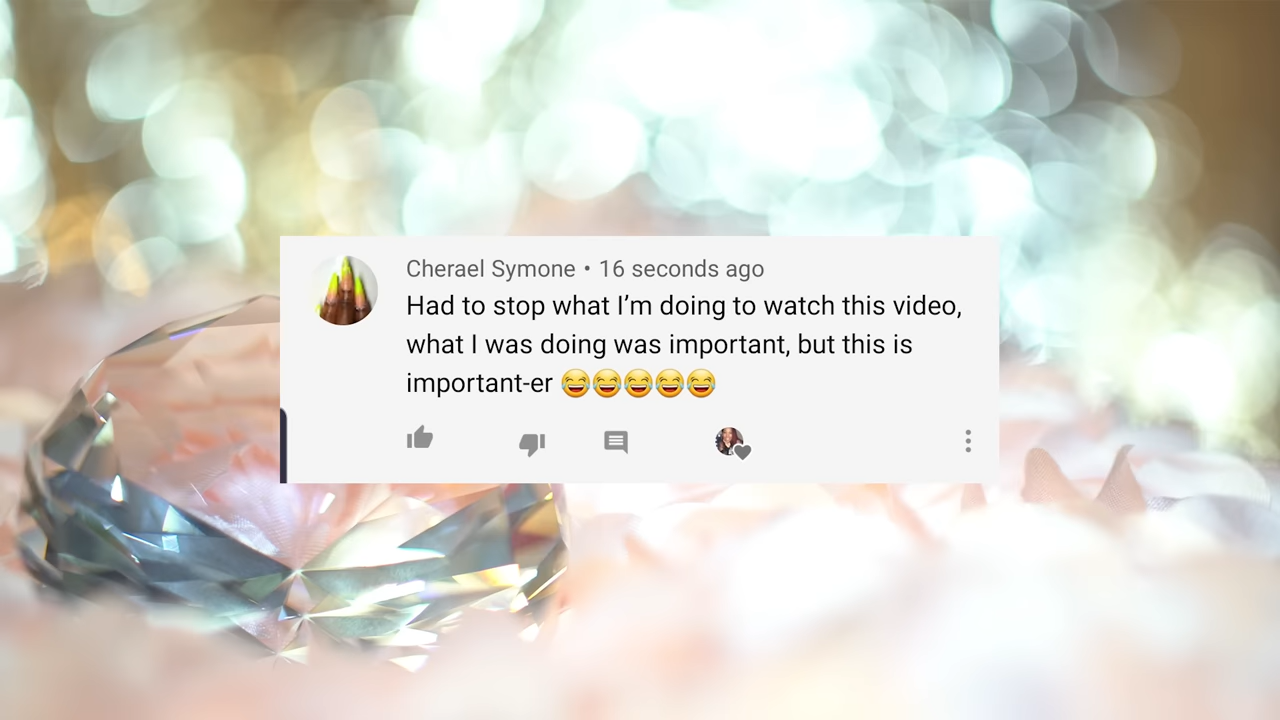 Cherael Symone • 16 seconds ago
Had to stop what I’m doing to watch this video,
what I was doing was important, but this is
important-er 😂😂😂😂😂